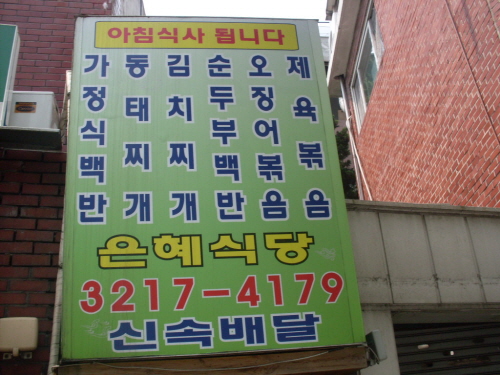 아침식사 됩니다
가정식백반
동태찌개
김치찌개
순두부백반
오징어볶음
제육볶음
은혜식당
3217-4179
신속배달